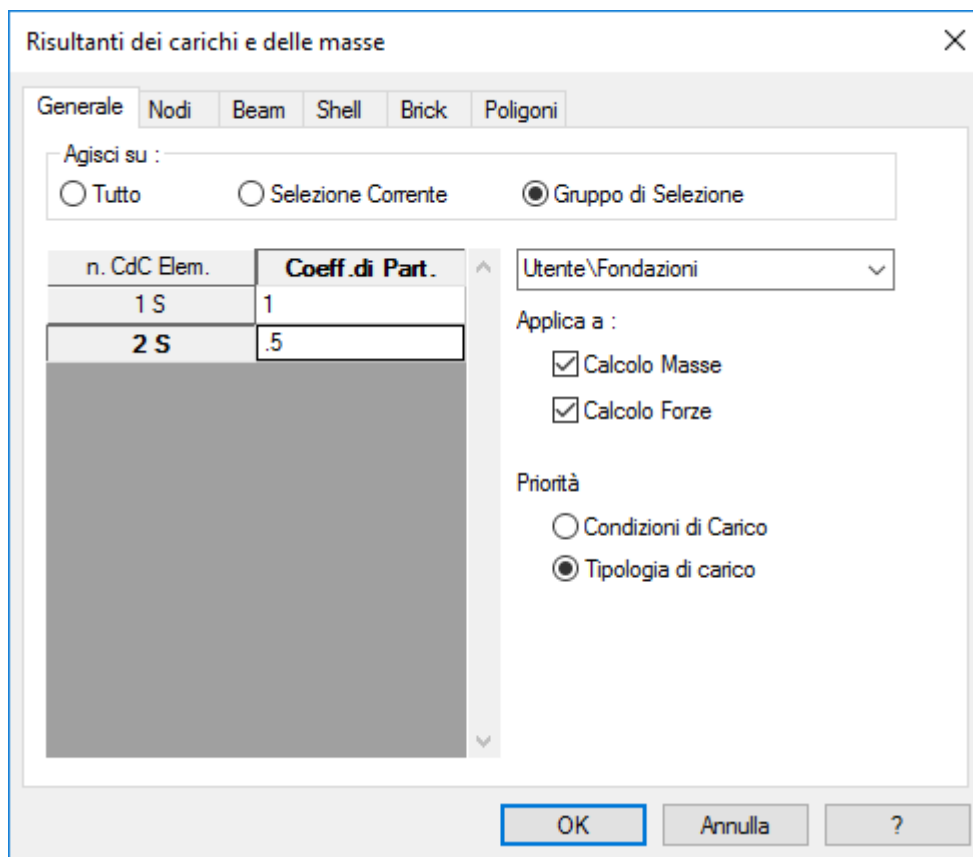 Risultanti dei carichi e delle masse
Generale Nodi Beam Shell Brick Poligoni
Agisci su :
Tutto Selezione Corrente Gruppo di Selezione
n. CdC Elem. Coeff.di Part.
1 S 1
2 S .5
Utente\Fondazioni
Applica a :
Calcolo Masse
Calcolo Forze
Priorità
Condizioni di Carico
Tipologia di carico
OK Annulla ?